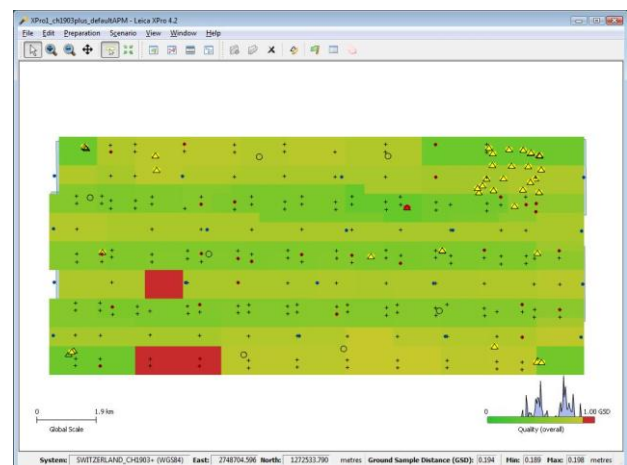 XPro1_ch1903plus_defaultAPM - Leica XPro 4.2
File Edit Preparation Scenario View Window Help
0 1.9 km
Global Scale
0 1.00 GSD
Quality (overall)
System: SWITZERLAND_CH1903+ (WGS84) East: 2748704.596 North: 1272533.790 metres Ground Sample Distance (GSD): 0.194 Min: 0.189 Max: 0.198 metres